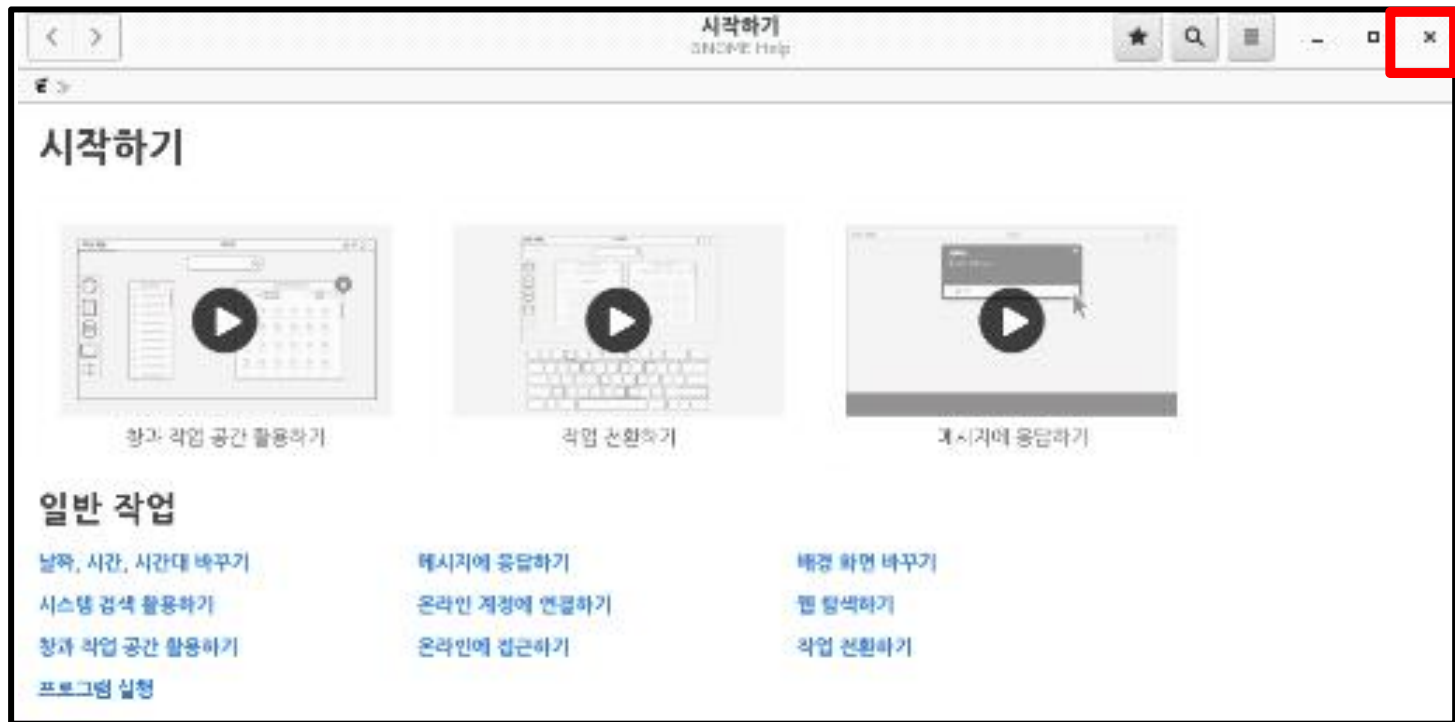 시작하기
GNOME Help
시작하기
창과 작업 공간 활용하기
작업 전환하기
메시지에 응답하기
일반 작업
날짜, 시간, 시간대 바꾸기
메시지에 응답하기
배경 화면 바꾸기
시스템 검색 활용하기
온라인 계정에 연결하기
웹 탐색하기
창과 작업 공간 활용하기
온라인에 접근하기
작업 전환하기
프로그램 실행